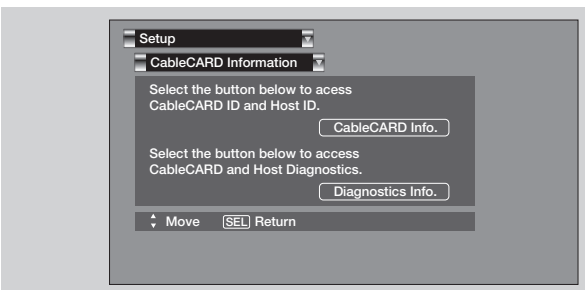 Setup
CableCARD Information
Select the button below to acess
CableCARD ID and Host ID.
CableCARD Info.
Select the button below to access
CableCARD and Host Diagnostics.
Diagnostics Info.
Move SEL Return